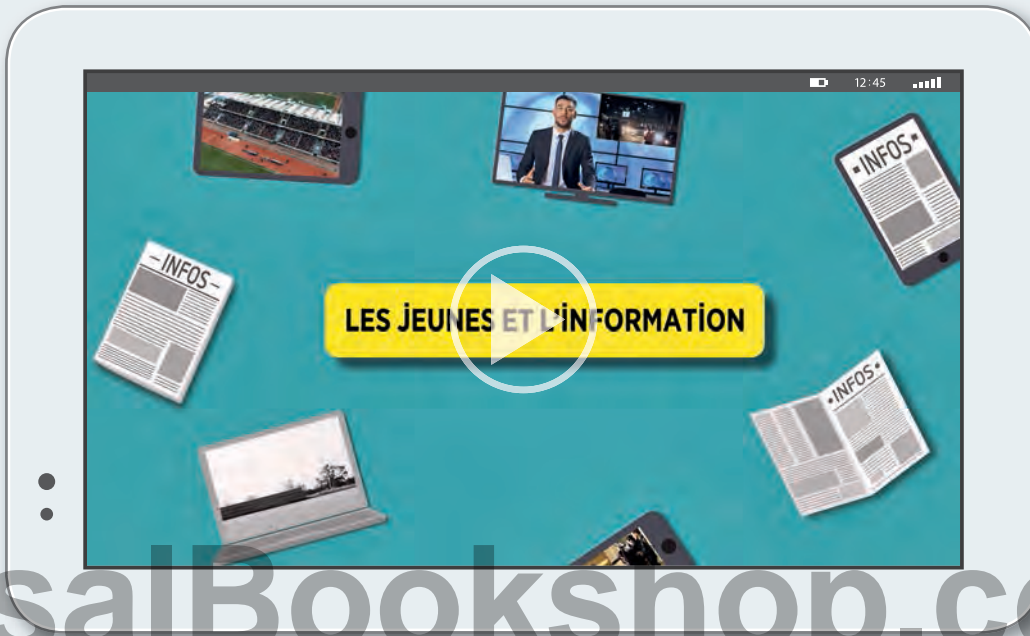 12:45
INFOS
- INFOS -
INFOS
LES JEUNES ET L'INFORMATION
salBookshop.co